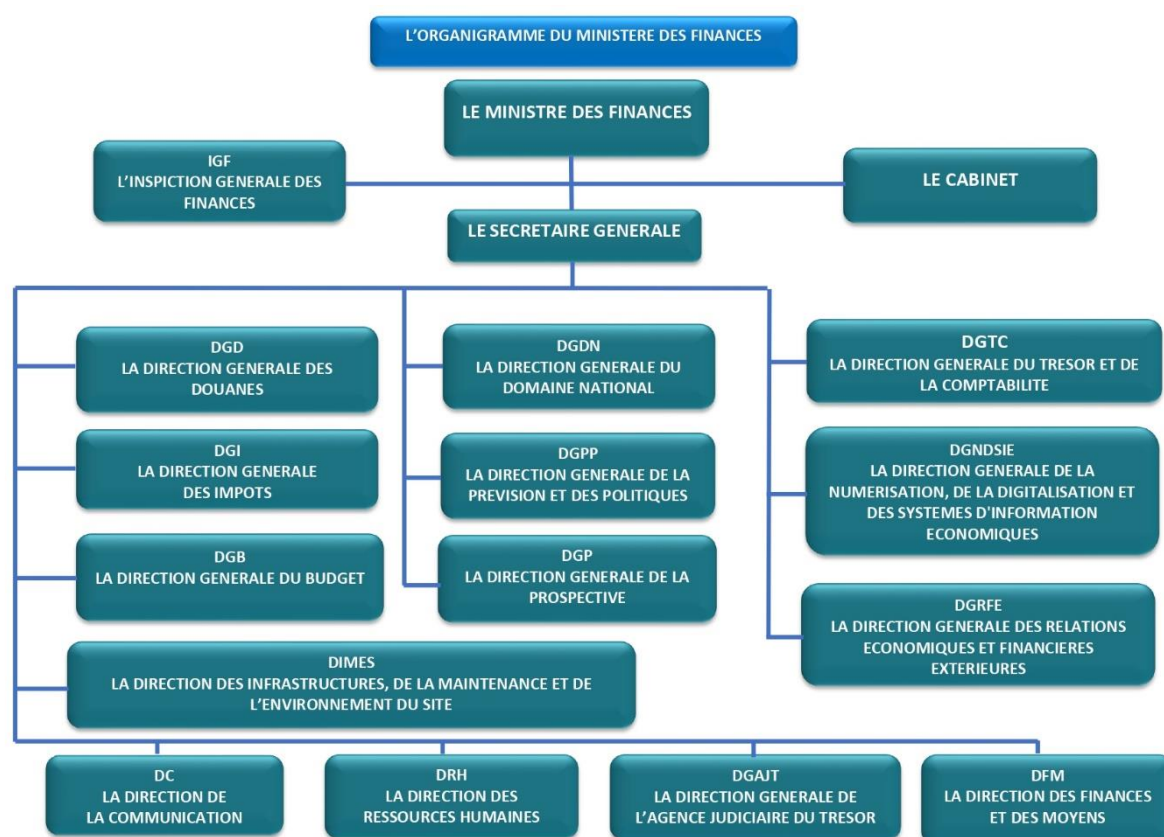 L'ORGANIGRAMME DU MINISTERE DES FINANCES
LE MINISTRE DES FINANCES
IGF
L'INSPICTION GENERALE DES
FINANCES
LE CABINET
LE SECRETAIRE GENERALE
DGD
LA DIRECTION GENERALE DES
DOUANES
DGDN
LA DIRECTION GENERALE DU
DOMAINE NATIONAL
DGTC
LA DIRECTION GENERALE DU TRESOR ET DE
LA COMPTABILITE
DGI
LA DIRECTION GENERALE
DES IMPOTS
DGPP
LA DIRECTION GENERALE DE LA
PREVISION ET DES POLITIQUES
DGNDSIE
LA DIRECTION GENERALE DE LA
NUMERISATION, DE LA DIGITALISATION ET
DES SYSTEMES D'INFORMATION
ECONOMIQUES
DGB
LA DIRECTION GENERALE DU BUDGET
DGP
LA DIRECTION GENERALE DE LA
PROSPECTIVE
DGRFE
LA DIRECTION GENERALE DES RELATIONS
ECONOMIQUES ET FINANCIERES
EXTERIEURES
DIMES
LA DIRECTION DES INFRASTRUCTURES, DE LA MAINTENANCE ET DE
L'ENVIRONNEMENT DU SITE
DC
LA DIRECTION DE
LA COMMUNICATION
DRH
LA DIRECTION DES
RESSOURCES HUMAINES
DGAJT
LA DIRECTION GENERALE DE
L'AGENCE JUDICIAIRE DU TRESOR
DFM
LA DIRECTION DES FINANCES
ET DES MOYENS